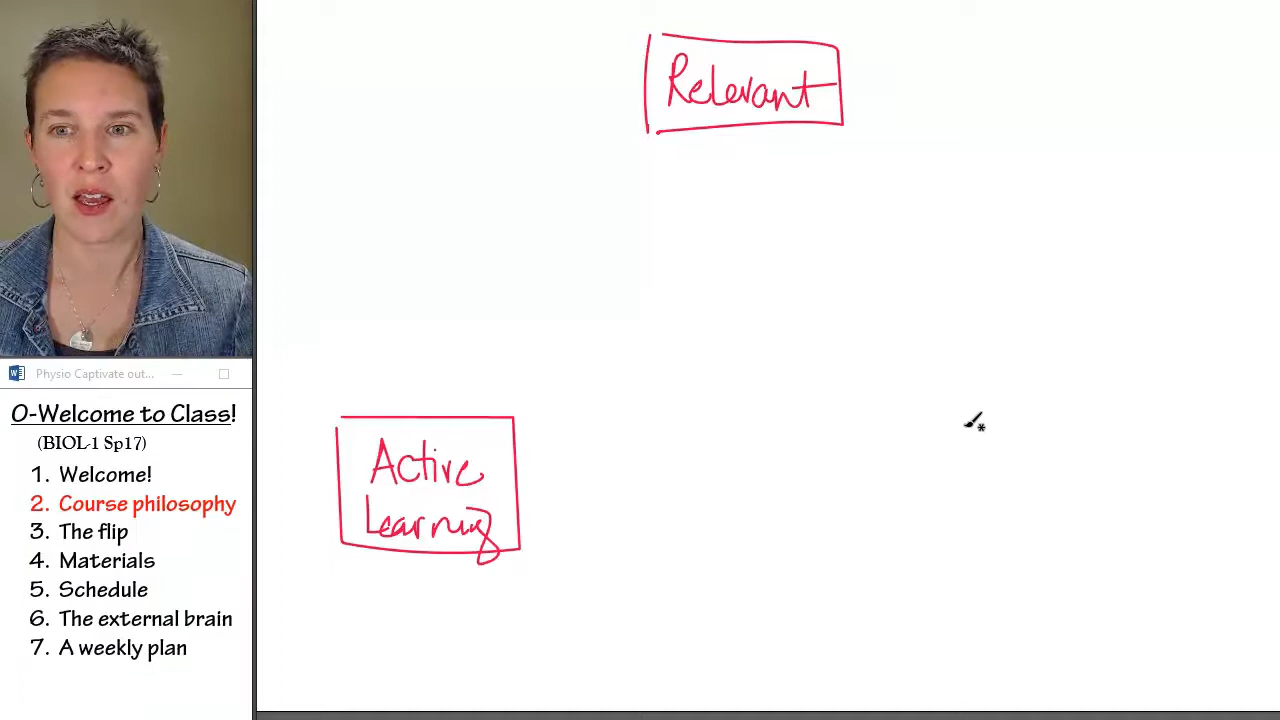 Relevant
Active
Learning
Physio Captivate out...
0-Welcome to Class!
(BIOL-1 Sp17)
1. Welcome!
2. Course philosophy
3. The flip
4. Materials
5. Schedule
6. The external brain
7. A weekly plan